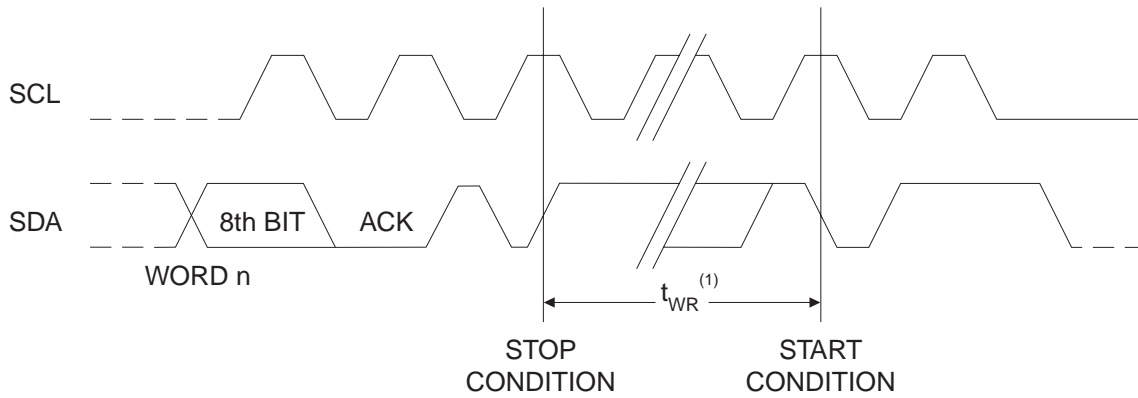 SCL
SDA
8th BIT
ACK
WORD n
tWR(1)
STOP
CONDITION
START
CONDITION